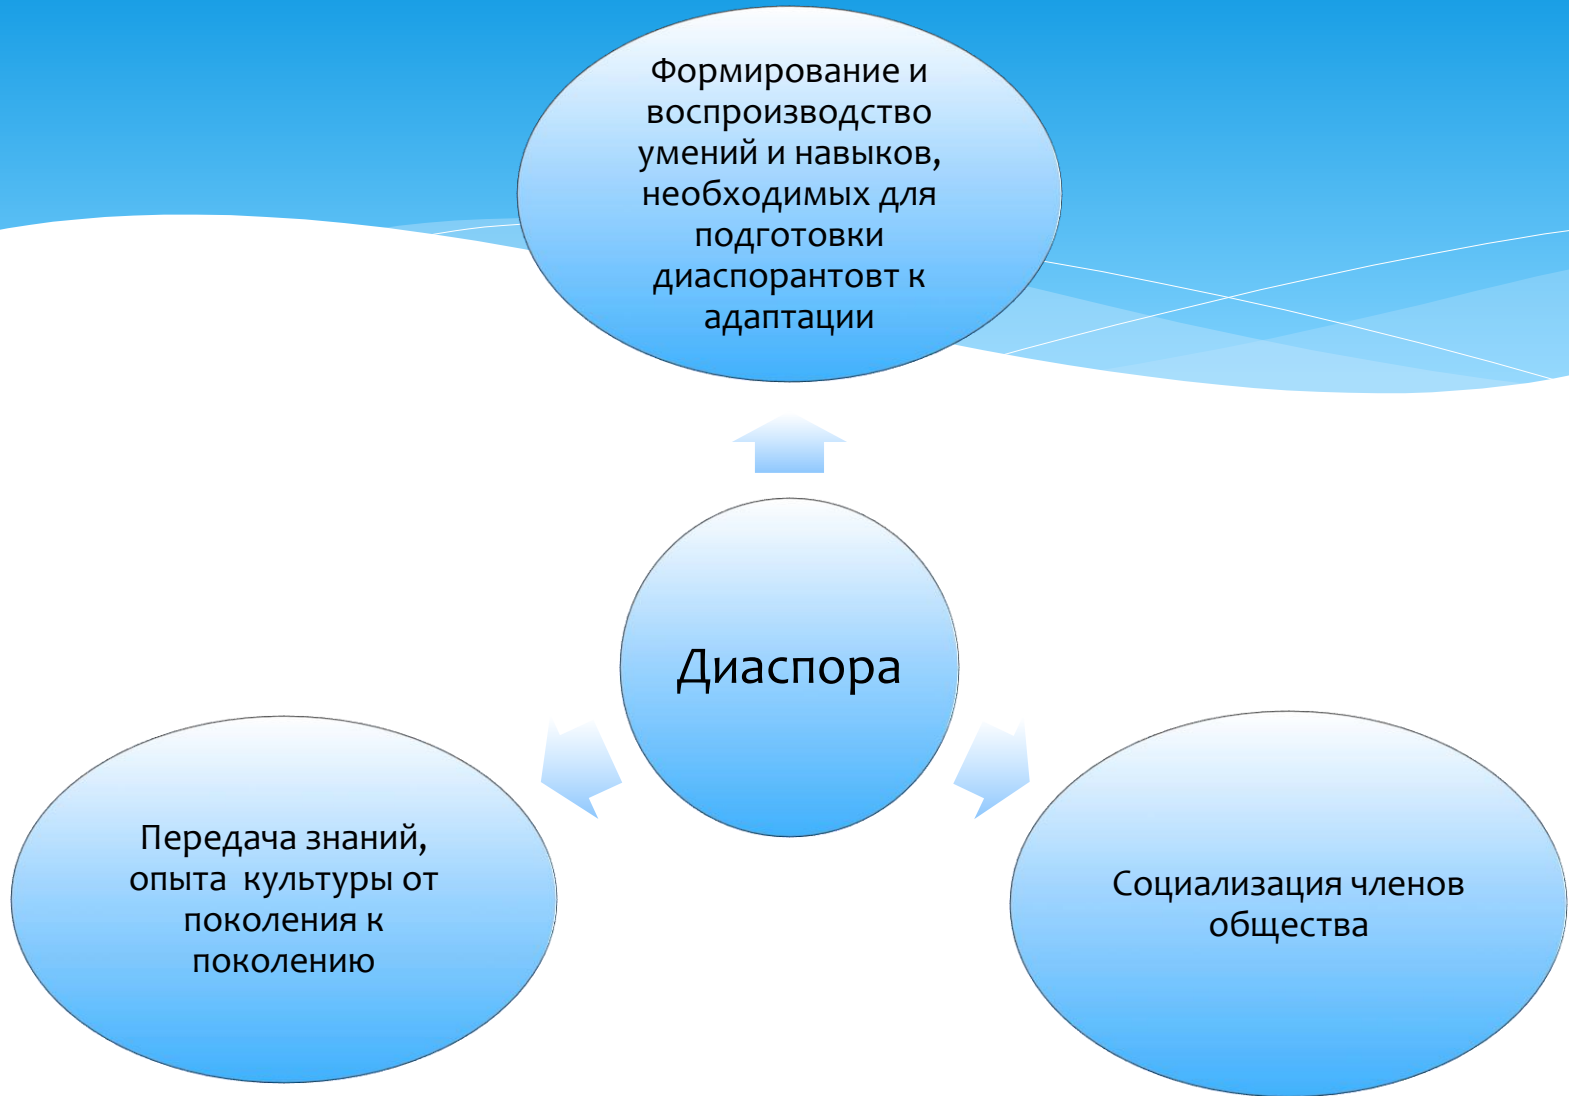 Формирование и
воспроизводство
умений и навыков,
необходимых для
подготовки
диаспорантовт к
адаптации
Диаспора
Передача знаний,
опыта  культуры от
поколения к
поколению
Социализация членов
общества